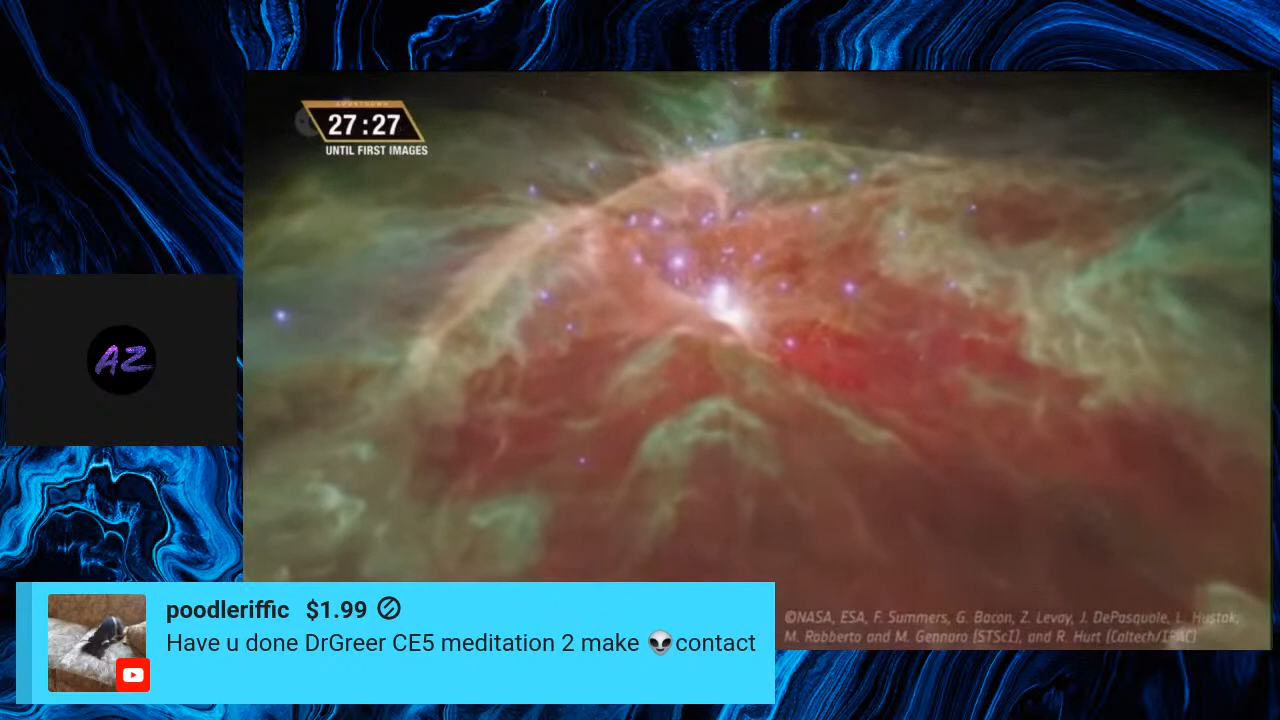 COUNTDOWN
27:27
UNTIL FIRST IMAGES
AZ
poodleriffic $1.99
Have u done DrGreer CE5 meditation 2 make 👽contact
©NASA, ESA, F. Summers, G. Bacon, Z. Levay, J. DePasquale, L. Hustak,
M. Robberto and M. Gennaro (STScI), and R. Hurt (Caltech/IPAC)